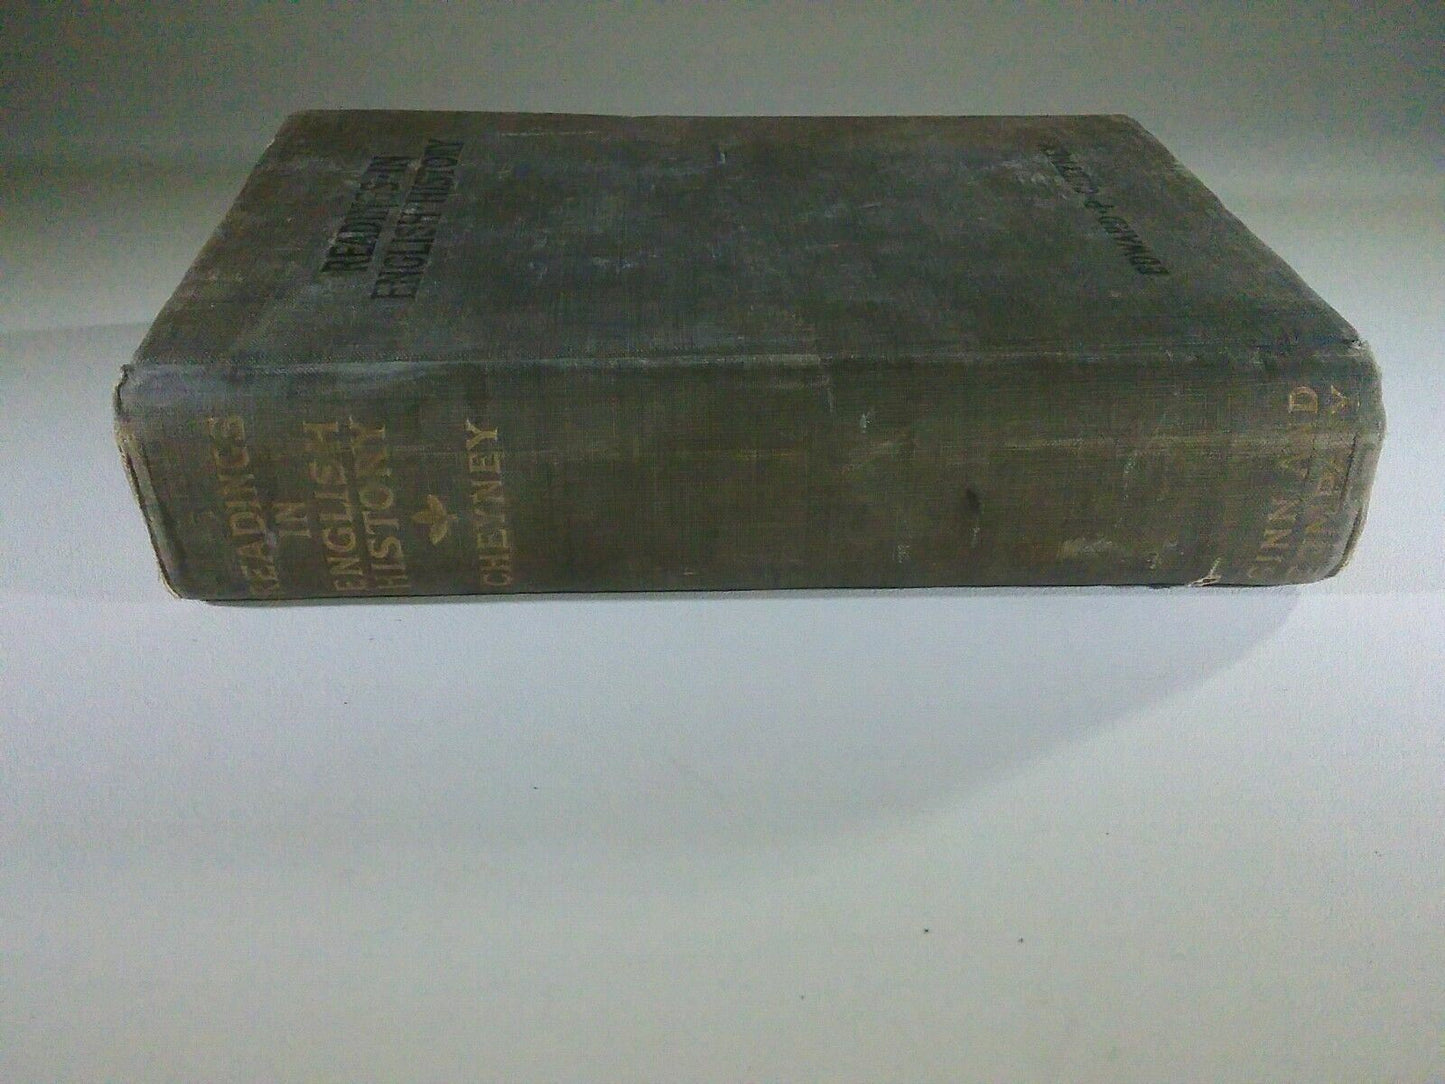 READINGS·IN
ENGLISH HISTORY
EDWARD·P·CHEYNEY
READINGS
IN
ENGLISH
HISTORY
CHEYNEY
GINN AND
COMPANY